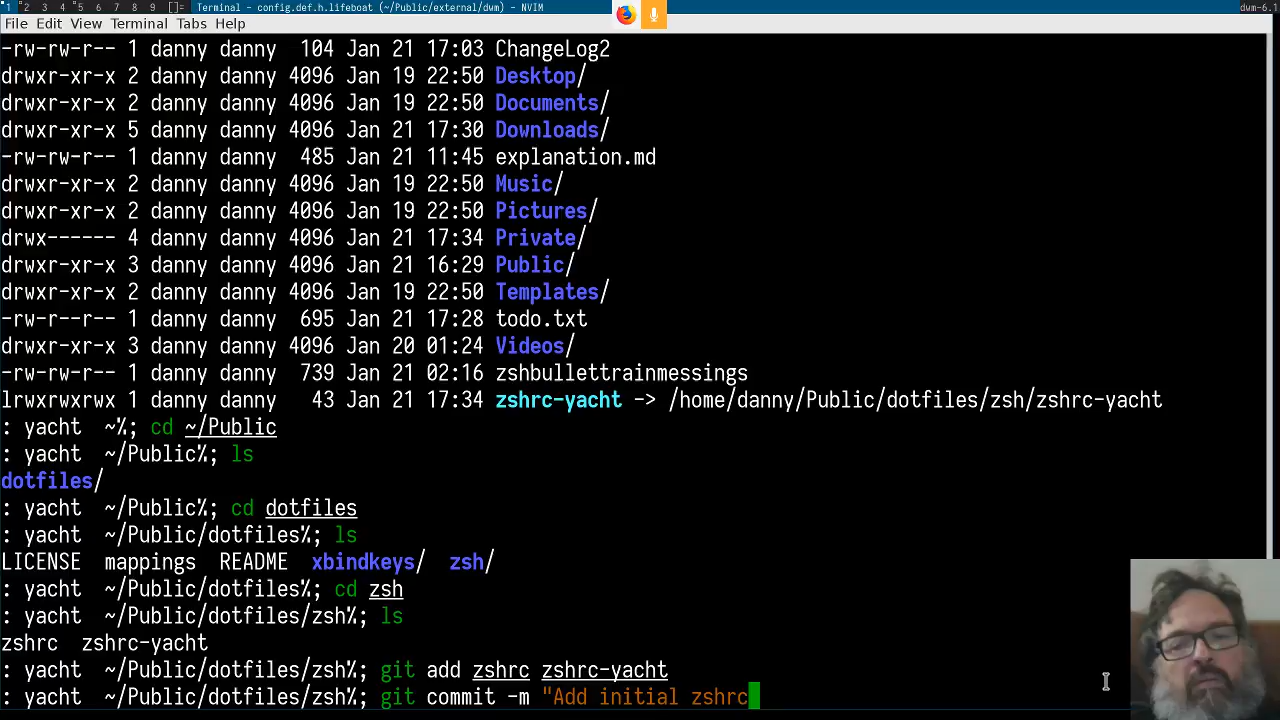 1 2 3 4 5 6 7 8 9 []= Terminal - config.def.h.lifeboat (~/Public/external/dwm) - NVIM dwm-6.1
File Edit View Terminal Tabs Help
-rw-rw-r-- 1 danny danny 104 Jan 21 17:03 ChangeLog2
drwxr-xr-x 2 danny danny 4096 Jan 19 22:50 Desktop/
drwxr-xr-x 2 danny danny 4096 Jan 19 22:50 Documents/
drwxr-xr-x 5 danny danny 4096 Jan 21 17:30 Downloads/
-rw-rw-r-- 1 danny danny 485 Jan 21 11:45 explanation.md
drwxr-xr-x 2 danny danny 4096 Jan 19 22:50 Music/
drwxr-xr-x 2 danny danny 4096 Jan 19 22:50 Pictures/
drwx------ 4 danny danny 4096 Jan 21 17:34 Private/
drwxr-xr-x 3 danny danny 4096 Jan 21 16:29 Public/
drwxr-xr-x 2 danny danny 4096 Jan 19 22:50 Templates/
-rw-r--r-- 1 danny danny 695 Jan 21 17:28 todo.txt
drwxr-xr-x 3 danny danny 4096 Jan 20 01:24 Videos/
-rw-rw-r-- 1 danny danny 739 Jan 21 02:16 zshbullettrainmessings
lrwxrwxrwx 1 danny danny 43 Jan 21 17:34 zshrc-yacht -> /home/danny/Public/dotfiles/zsh/zshrc-yacht
: yacht ~%; cd ~/Public
: yacht ~/Public%; ls
dotfiles/
: yacht ~/Public%; cd dotfiles
: yacht ~/Public/dotfiles%; ls
LICENSE mappings README xbindkeys/ zsh/
: yacht ~/Public/dotfiles%; cd zsh
: yacht ~/Public/dotfiles/zsh%; ls
zshrc zshrc-yacht
: yacht ~/Public/dotfiles/zsh%; git add zshrc zshrc-yacht
: yacht ~/Public/dotfiles/zsh%; git commit -m "Add initial zshrc